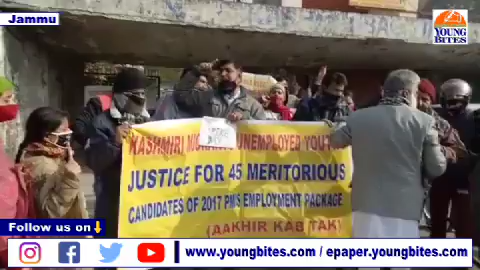 Jammu
YOUNG
BITES
KASHMIRI MIGRANT UNEMPLOYED YOUTH
JUSTICE FOR 45 MERITORIOUS
CANDIDATES OF 2017 PM'S EMPLOYMENT PACKAGE
(AAKHIR KAB TAK)
Follow us on
www.youngbites.com / epaper.youngbites.com